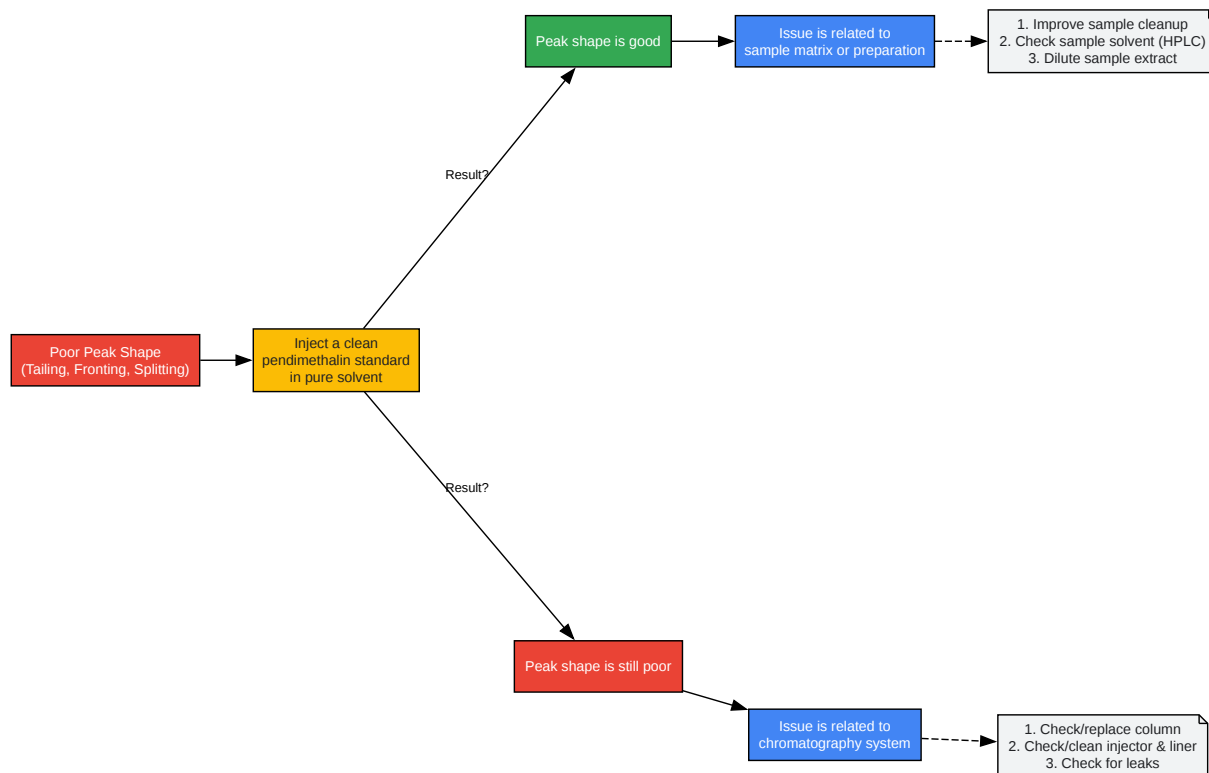 Peak shape is good
Issue is related to
sample matrix or preparation
1. Improve sample cleanup
2. Check sample solvent (HPLC)
3. Dilute sample extract
Result?
Poor Peak Shape
(Tailing, Fronting, Splitting)
Inject a clean
pendimethalin standard
in pure solvent
Result?
Peak shape is still poor
Issue is related to
chromatography system
1. Check/replace column
2. Check/clean injector & liner
3. Check for leaks